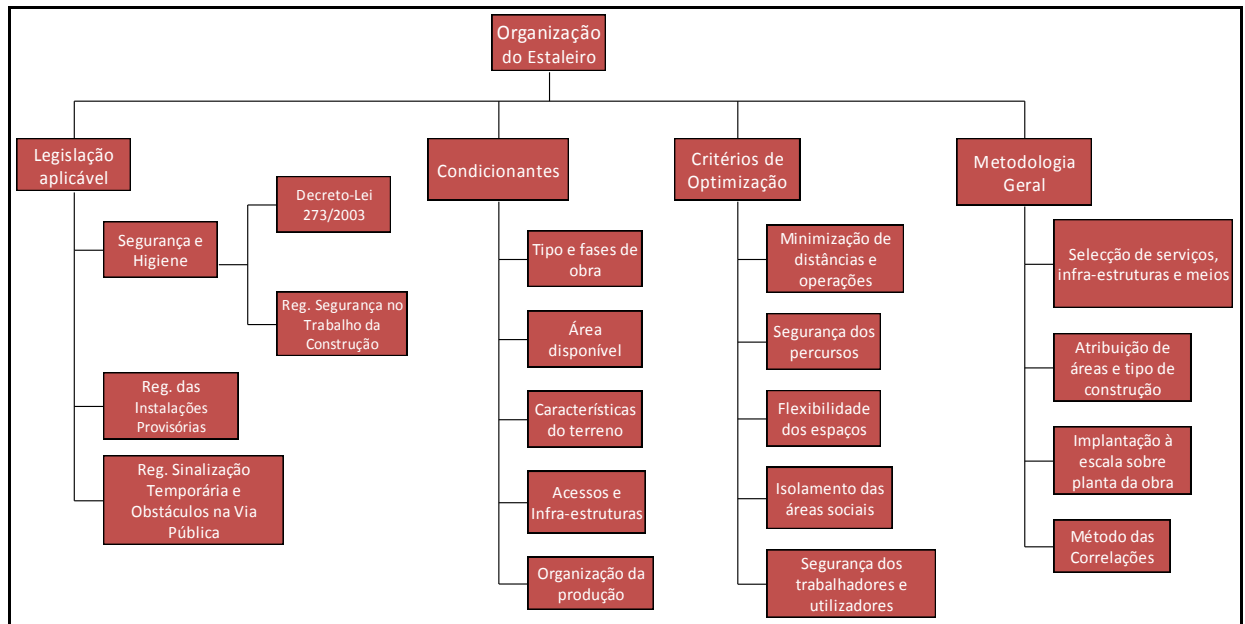 Organização
do Estaleiro
Legislação
aplicável
Segurança e
Higiene
Decreto-Lei
273/2003
Reg. Segurança no
Trabalho da
Construção
Reg. das
Instalações
Provisórias
Reg. Sinalização
Temporária e
Obstáculos na Via
Pública
Condicionantes
Tipo e fases de
obra
Área
disponível
Características
do terreno
Acessos e
Infra-estruturas
Organização da
produção
Critérios de
Optimização
Minimização de
distâncias e
operações
Segurança dos
percursos
Flexibilidade
dos espaços
Isolamento das
áreas sociais
Segurança dos
trabalhadores e
utilizadores
Metodologia
Geral
Selecção de serviços,
infra-estruturas e meios
Atribuição de
áreas e tipo de
construção
Implantação à
escala sobre
planta da obra
Método das
Correlações